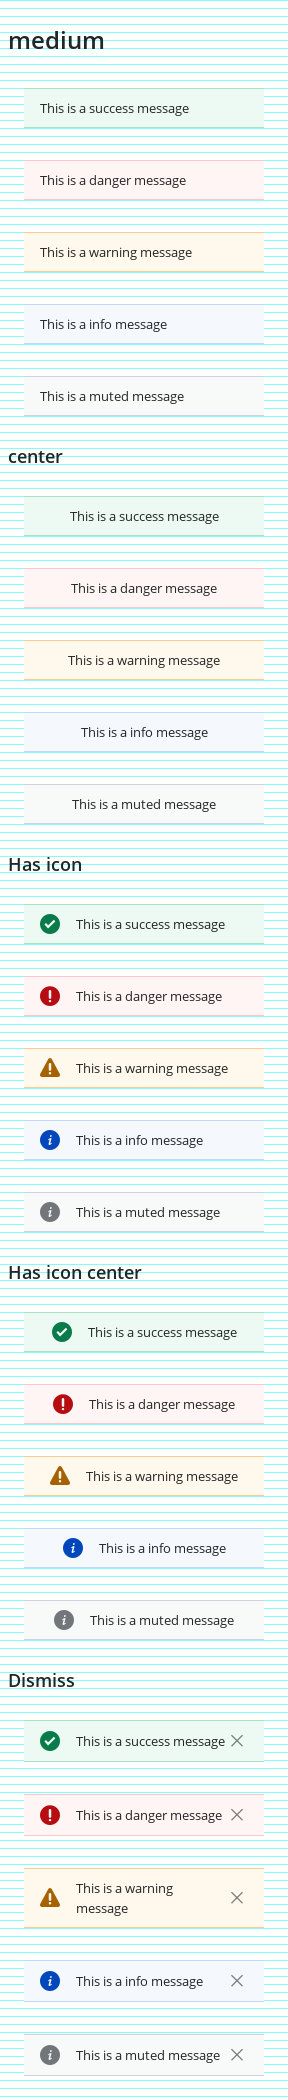 medium
This is a success message
This is a danger message
This is a warning message
This is a info message
This is a muted message
center
This is a success message
This is a danger message
This is a warning message
This is a info message
This is a muted message
Has icon
This is a success message
This is a danger message
This is a warning message
This is a info message
This is a muted message
Has icon center
This is a success message
This is a danger message
This is a warning message
This is a info message
This is a muted message
Dismiss
This is a success message
This is a danger message
This is a warning
message
This is a info message
This is a muted message